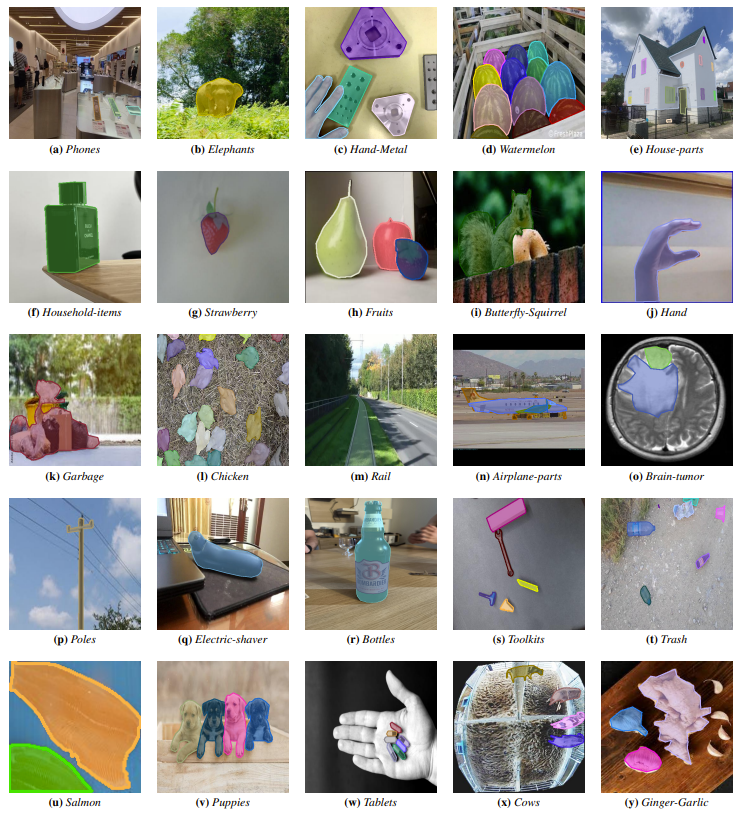 (a) Phones
(b) Elephants
(c) Hand-Metal
(d) Watermelon
(e) House-parts
(f) Household-items
(g) Strawberry
(h) Fruits
(i) Butterfly-Squirrel
(j) Hand
(k) Garbage
(l) Chicken
(m) Rail
(n) Airplane-parts
(o) Brain-tumor
(p) Poles
(q) Electric-shaver
(r) Bottles
(s) Toolkits
(t) Trash
(u) Salmon
(v) Puppies
(w) Tablets
(x) Cows
(y) Ginger-Garlic